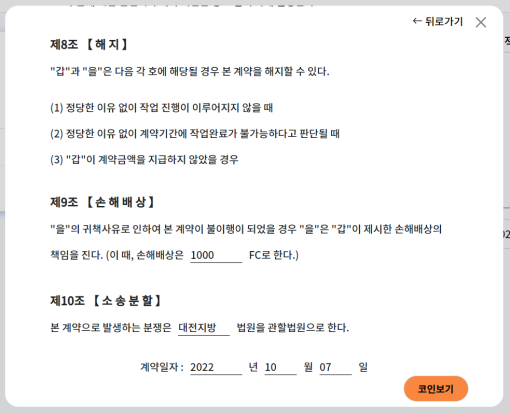 ← 뒤로가기
제8조 【 해 지 】
"갑"과 "을"은 다음 각 호에 해당될 경우 본 계약을 해지할 수 있다.
(1) 정당한 이유 없이 작업 진행이 이루어지지 않을 때
(2) 정당한 이유 없이 계약기간에 작업완료가 불가능하다고 판단될 때
(3) "갑"이 계약금액을 지급하지 않았을 경우
제9조 【 손 해 배 상 】
"을"의 귀책사유로 인하여 본 계약이 불이행이 되었을 경우 "을"은 "갑"이 제시한 손해배상의
책임을 진다. (이 때, 손해배상은 1000 FC로 한다.)
제10조 【 소 송 분 할 】
본 계약으로 발생하는 분쟁은 대전지방 법원을 관할법원으로 한다.
계약일자 : 2022 년 10 월 07 일
코인보기